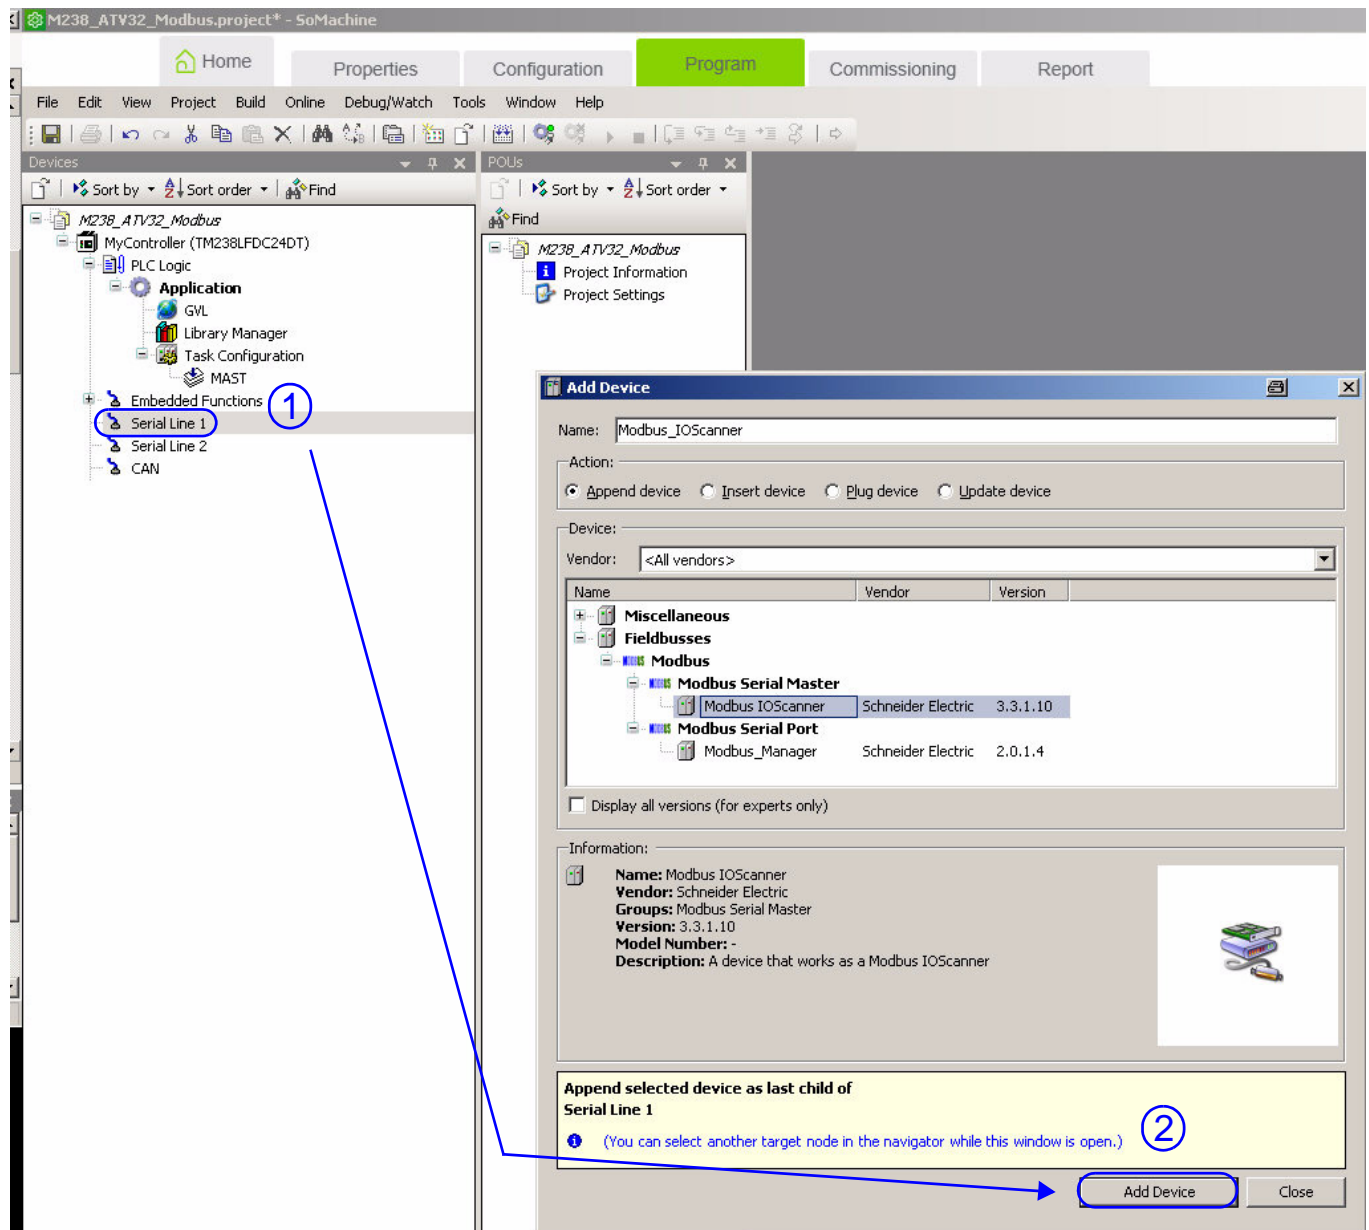 M238_ATV32_Modbus.project* - SoMachine
Home Properties Configuration Program Commissioning Report
File Edit View Project Build Online Debug/Watch Tools Window Help
Devices
Sort by Sort order Find
M238_ATV32_Modbus
MyController (TM238LFDC24DT)
PLC Logic
Application
GVL
Library Manager
Task Configuration
MAST
Embedded Functions
1
Serial Line 1
Serial Line 2
CAN
POUs
Sort by Sort order
Find
M238_ATV32_Modbus
Project Information
Project Settings
Add Device
Name: Modbus_IOScanner
Action:
Append device Insert device Plug device Update device
Device:
Vendor: <All vendors>
Name Vendor Version
Miscellaneous
Fieldbusses
Modbus
Modbus Serial Master
Modbus IOScanner Schneider Electric 3.3.1.10
Modbus Serial Port
Modbus_Manager Schneider Electric 2.0.1.4
Display all versions (for experts only)
Information:
Name: Modbus IOScanner
Vendor: Schneider Electric
Groups: Modbus Serial Master
Version: 3.3.1.10
Model Number: -
Description: A device that works as a Modbus IOScanner
Append selected device as last child of
Serial Line 1
(You can select another target node in the navigator while this window is open.)
2
Add Device Close